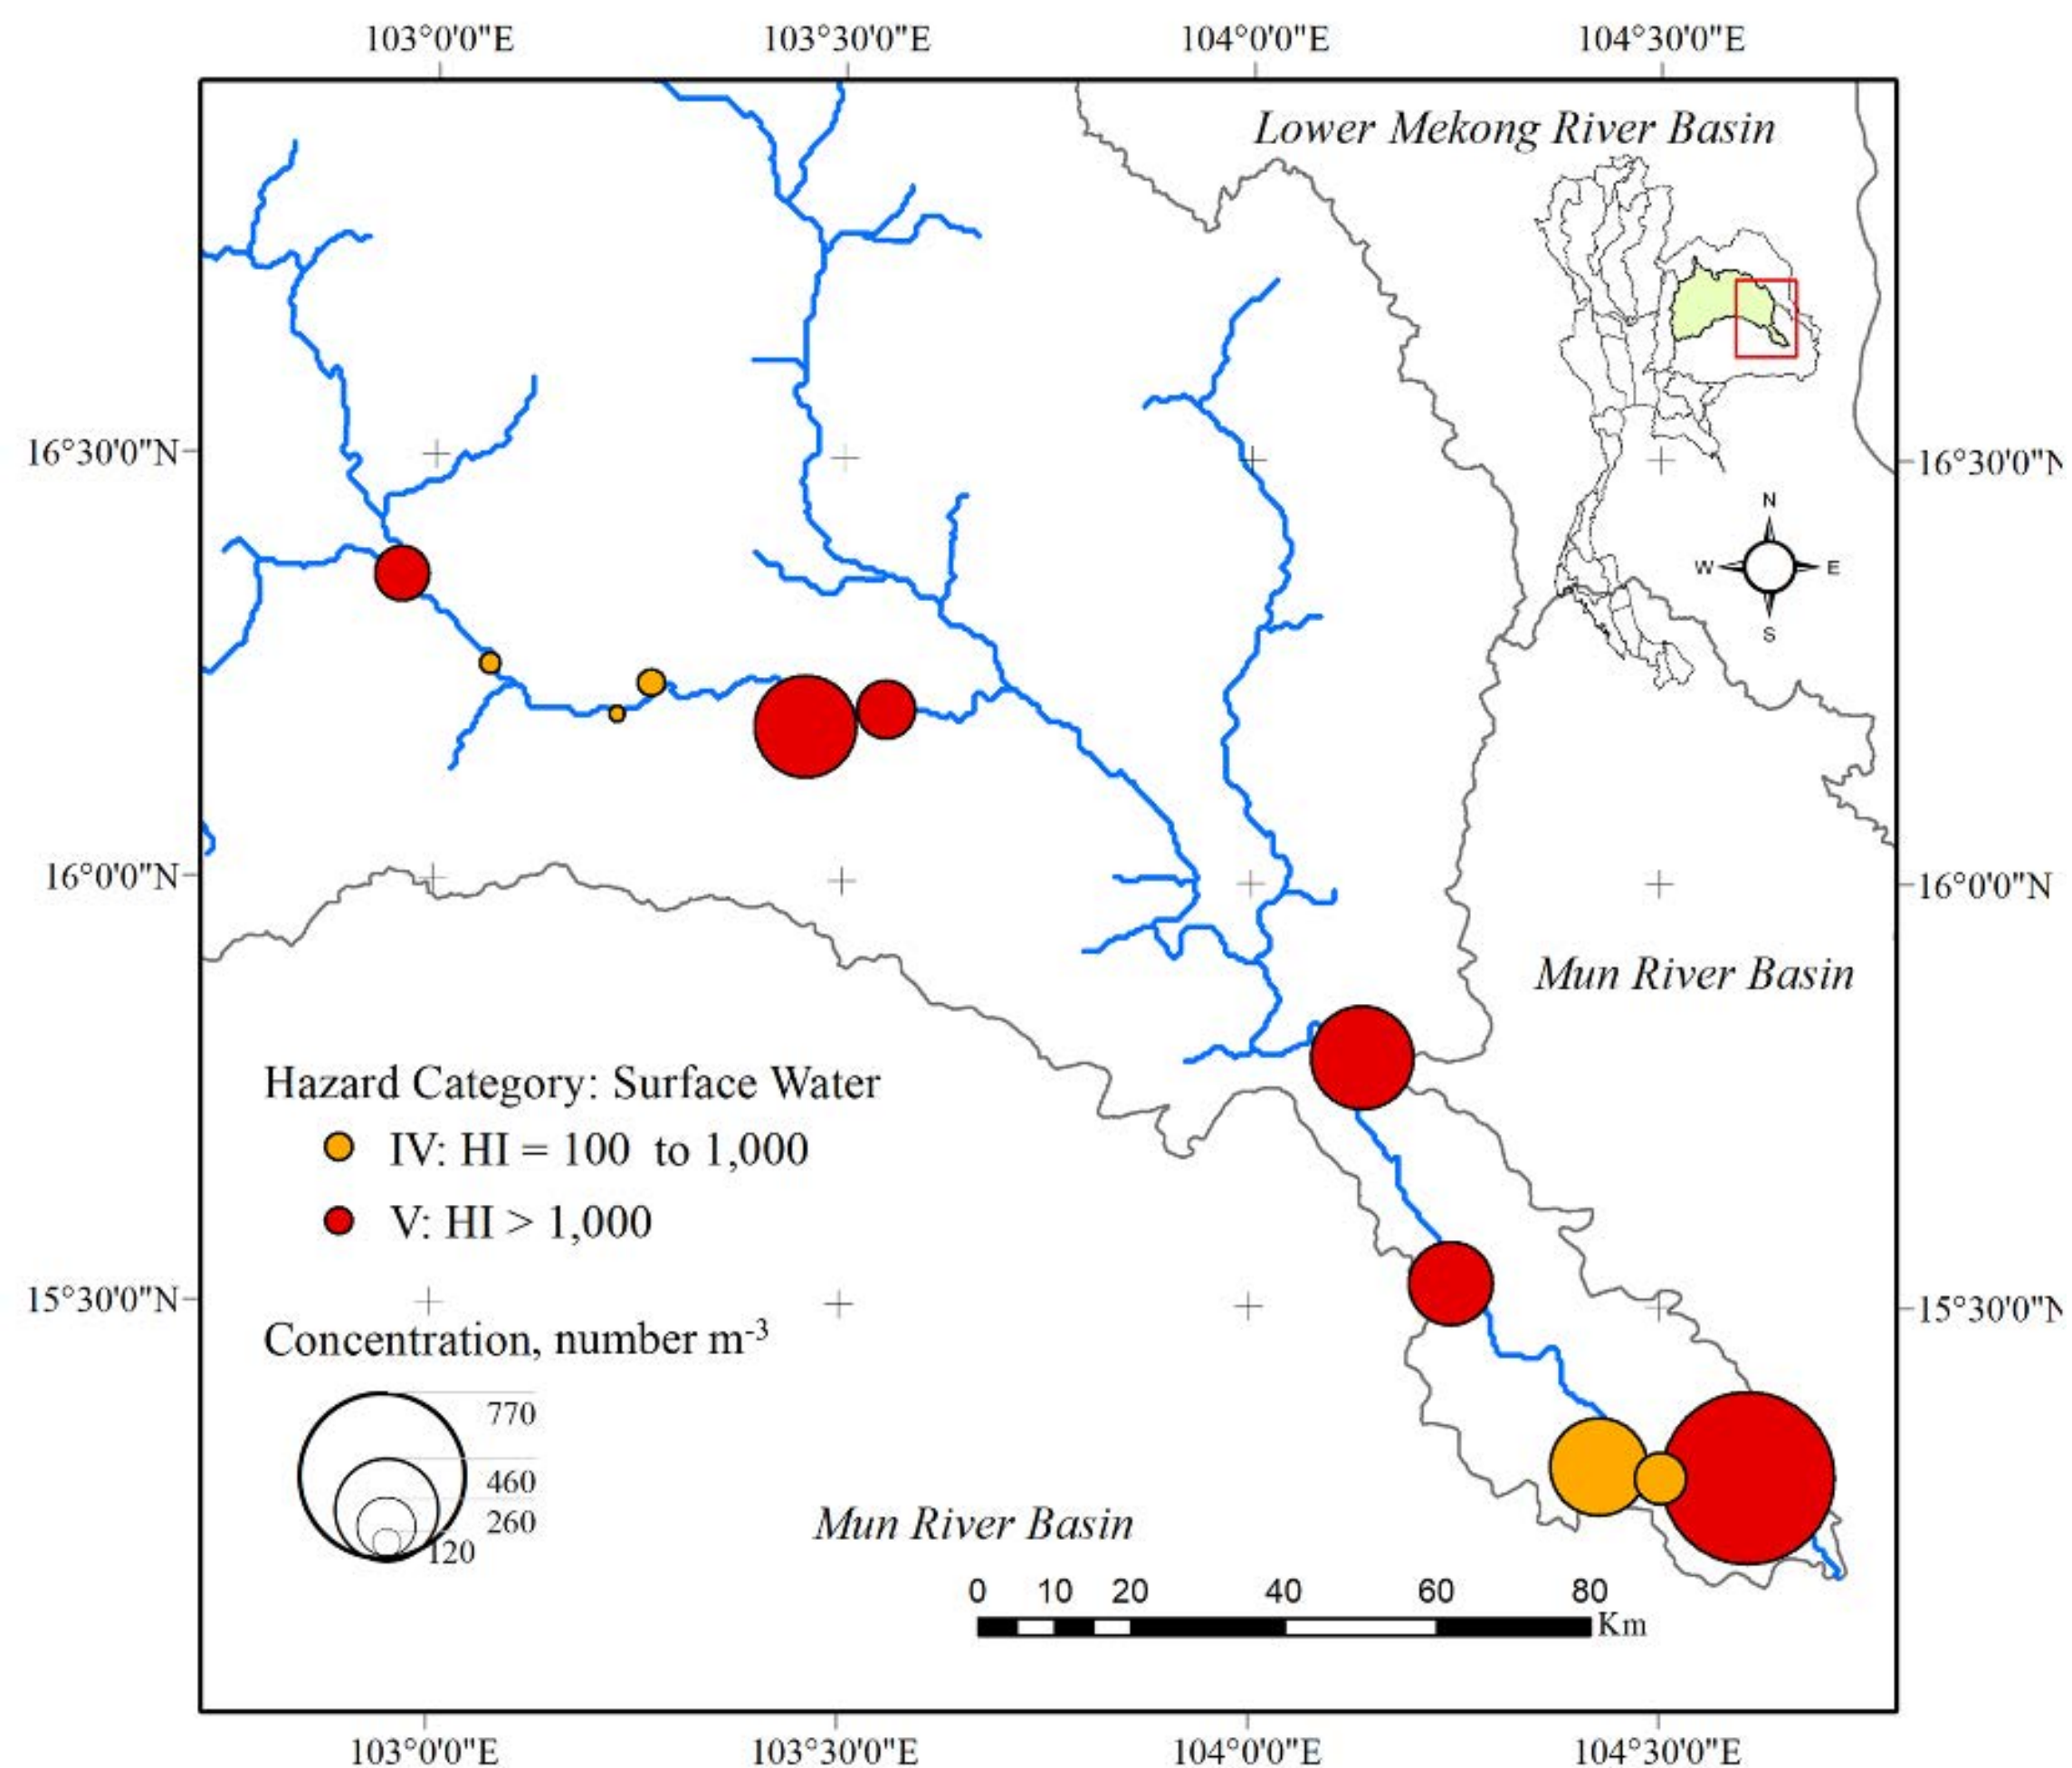 103°0'0"E 103°30'0"E 104°0'0"E 104°30'0"E
Lower Mekong River Basin
16°30'0"N 16°30'0"N
N
W E
S
16°0'0"N 16°0'0"N
Mun River Basin
Hazard Category: Surface Water
IV: HI = 100 to 1,000
V: HI > 1,000
15°30'0"N 15°30'0"N
Concentration, number m-3
770
460
260
120
Mun River Basin
0 10 20 40 60 80
Km
103°0'0"E 103°30'0"E 104°0'0"E 104°30'0"E